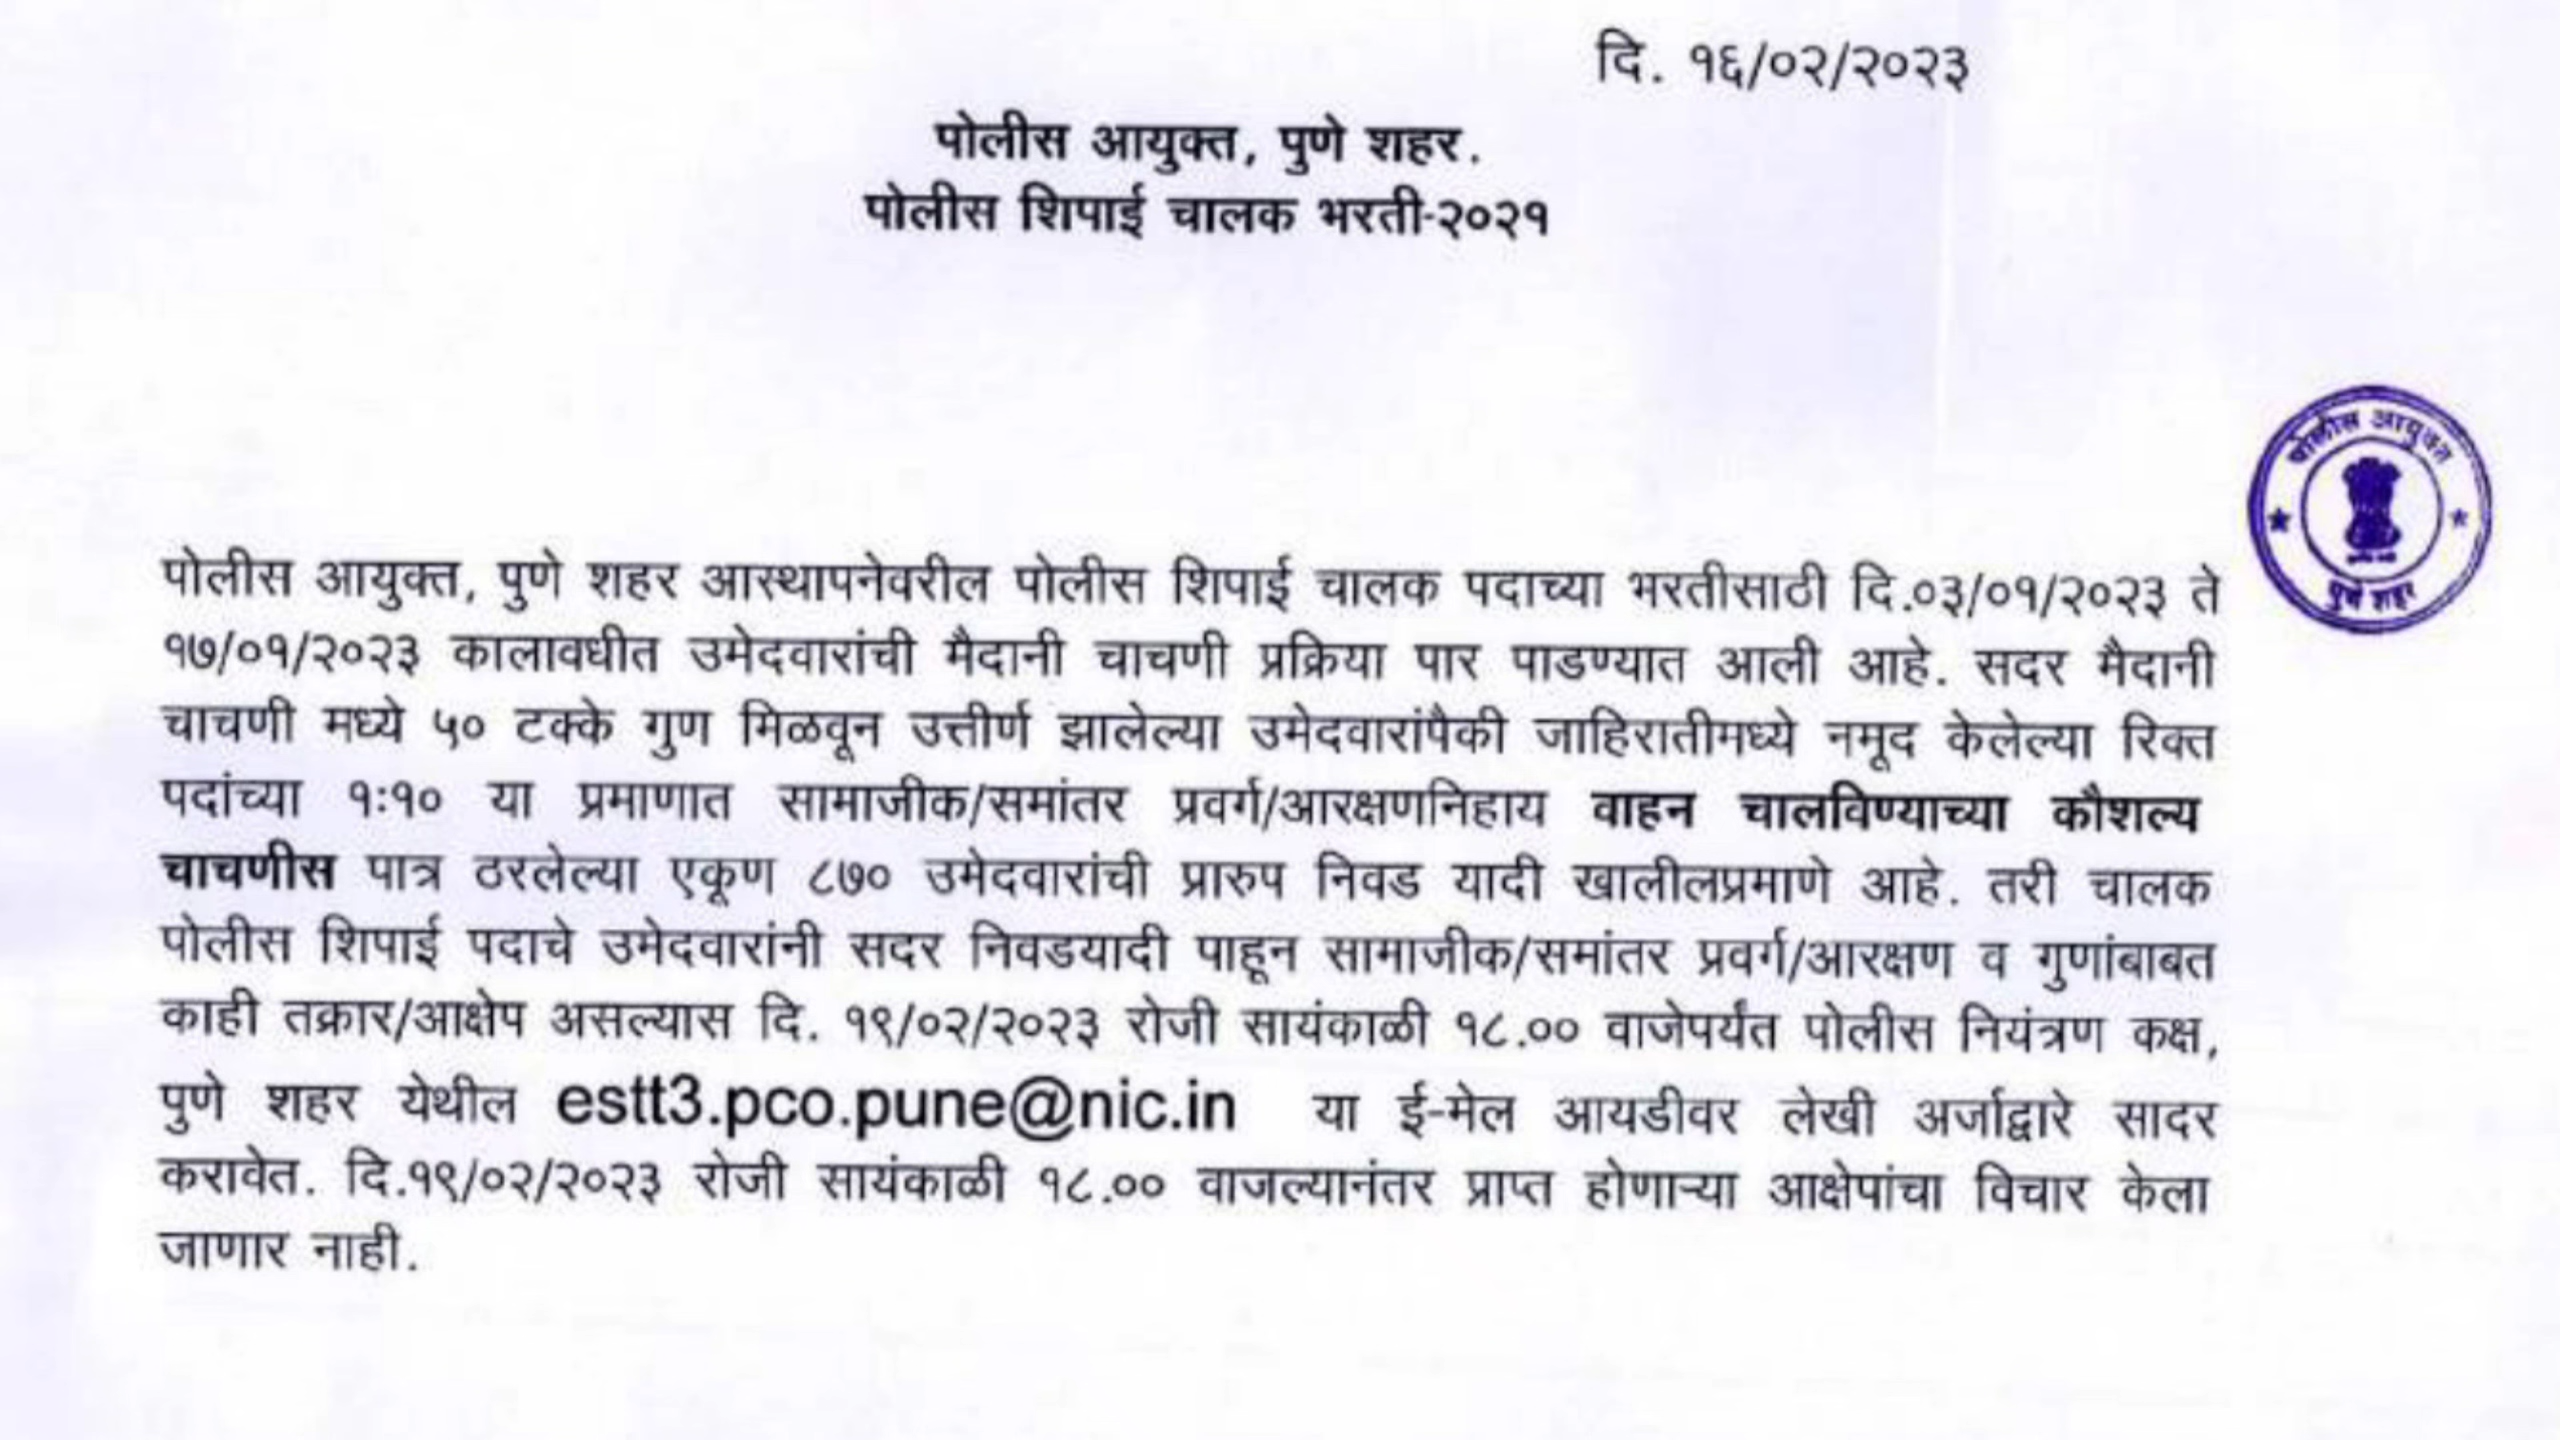 दि. १६/०२/२०२३
पोलीस आयुक्त, पुणे शहर.
पोलीस शिपाई चालक भरती-२०२१
पोलीस आयुक्त
पुणे शहर
पोलीस आयुक्त, पुणे शहर आस्थापनेवरील पोलीस शिपाई चालक पदाच्या भरतीसाठी दि.०३/०१/२०२३ ते
१७/०१/२०२३ कालावधीत उमेदवारांची मैदानी चाचणी प्रक्रिया पार पाडण्यात आली आहे. सदर मैदानी
चाचणी मध्ये ५० टक्के गुण मिळवून उत्तीर्ण झालेल्या उमेदवारांपैकी जाहिरातीमध्ये नमूद केलेल्या रिक्त
पदांच्या १:१० या प्रमाणात सामाजीक/समांतर प्रवर्ग/आरक्षणनिहाय वाहन चालविण्याच्या कौशल्य
चाचणीस पात्र ठरलेल्या एकूण ८७० उमेदवारांची प्रारुप निवड यादी खालीलप्रमाणे आहे. तरी चालक
पोलीस शिपाई पदाचे उमेदवारांनी सदर निवडयादी पाहून सामाजीक/समांतर प्रवर्ग/आरक्षण व गुणांबाबत
काही तक्रार/आक्षेप असल्यास दि. १९/०२/२०२३ रोजी सायंकाळी १८.०० वाजेपर्यंत पोलीस नियंत्रण कक्ष,
पुणे शहर येथील estt3.pco.pune@nic.in या ई-मेल आयडीवर लेखी अर्जाद्वारे सादर
करावेत. दि.१९/०२/२०२३ रोजी सायंकाळी १८.०० वाजल्यानंतर प्राप्त होणाऱ्या आक्षेपांचा विचार केला
जाणार नाही.